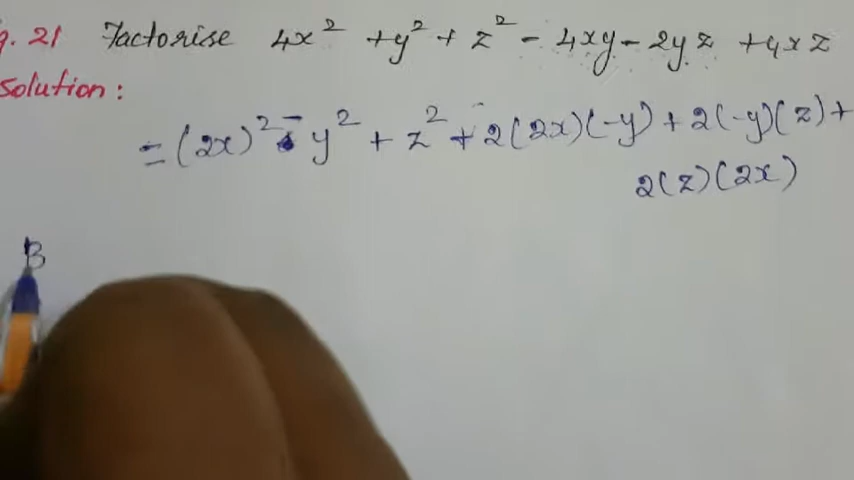 g. 21 Factorise 4x² + y² + z² - 4xy - 2yz + 4xz
Solution :
= (2x)² - y² + z² + 2(2x)(-y) + 2(-y)(z) +
2(z)(2x)
B